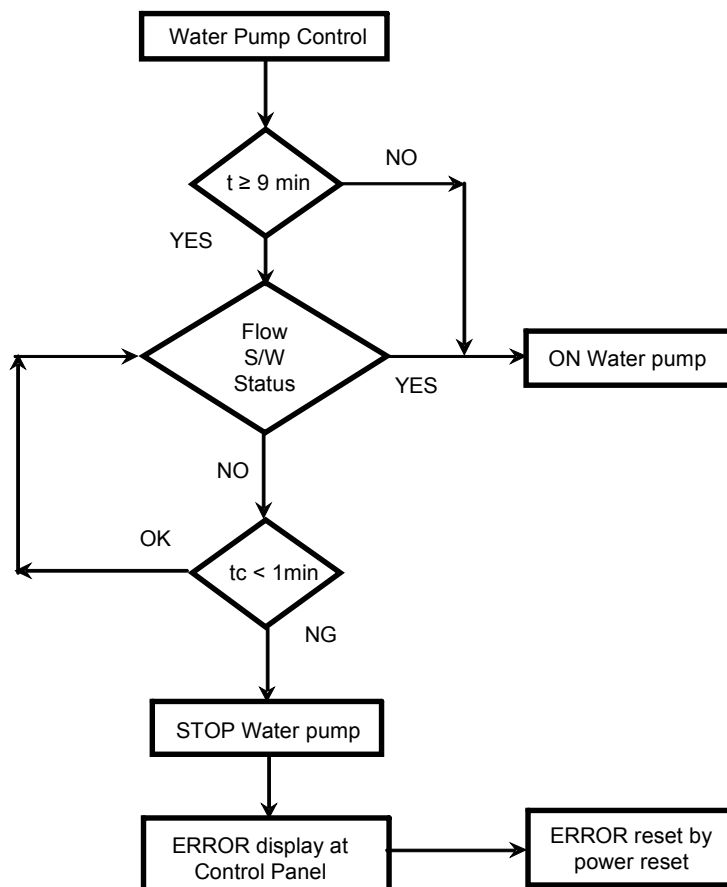 Water Pump Control
NO
t ≥ 9 min
YES
Flow
S/W
Status
YES
ON Water pump
NO
OK
tc < 1min
NG
STOP Water pump
ERROR display at
Control Panel
ERROR reset by
power reset